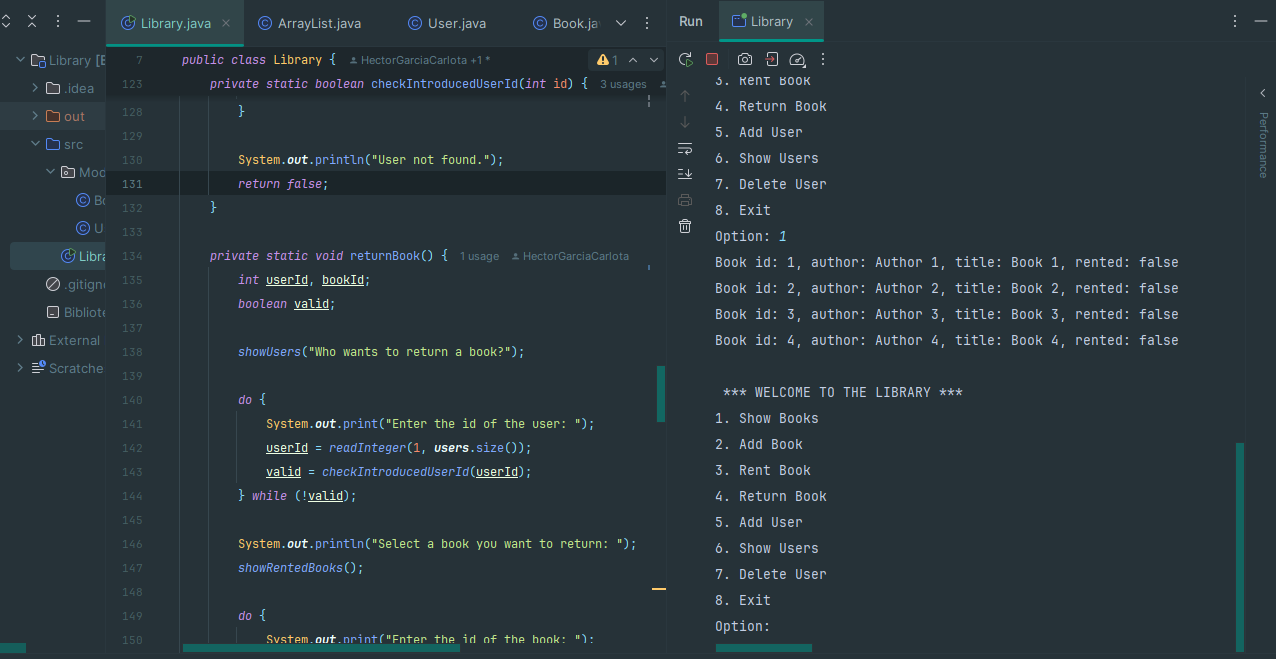 Library.java
ArrayList.java
User.java
Book.ja
Run
Library
Library [E
.idea
out
src
Mod
Bo
U
Libra
.gitigno
Bibliote
External
Scratche
7 public class Library { HectorGarciaCarlota +1 *
1
123 private static boolean checkIntroducedUserId(int id) { 3 usages
128 }
129
130 System.out.println("User not found.");
131 return false;
132 }
133
134 private static void returnBook() { 1 usage HectorGarciaCarlota
135 int userId, bookId;
136 boolean valid;
137
138 showUsers("Who wants to return a book?");
139
140 do {
141 System.out.print("Enter the id of the user: ");
142 userId = readInteger(1, users.size());
143 valid = checkIntroducedUserId(userId);
144 } while (!valid);
145
146 System.out.println("Select a book you want to return: ");
147 showRentedBooks();
148
149 do {
150 System.out.print("Enter the id of the book: ");
3. Rent Book
4. Return Book
5. Add User
6. Show Users
7. Delete User
8. Exit
Option: 1
Book id: 1, author: Author 1, title: Book 1, rented: false
Book id: 2, author: Author 2, title: Book 2, rented: false
Book id: 3, author: Author 3, title: Book 3, rented: false
Book id: 4, author: Author 4, title: Book 4, rented: false
*** WELCOME TO THE LIBRARY ***
1. Show Books
2. Add Book
3. Rent Book
4. Return Book
5. Add User
6. Show Users
7. Delete User
8. Exit
Option:
Performance